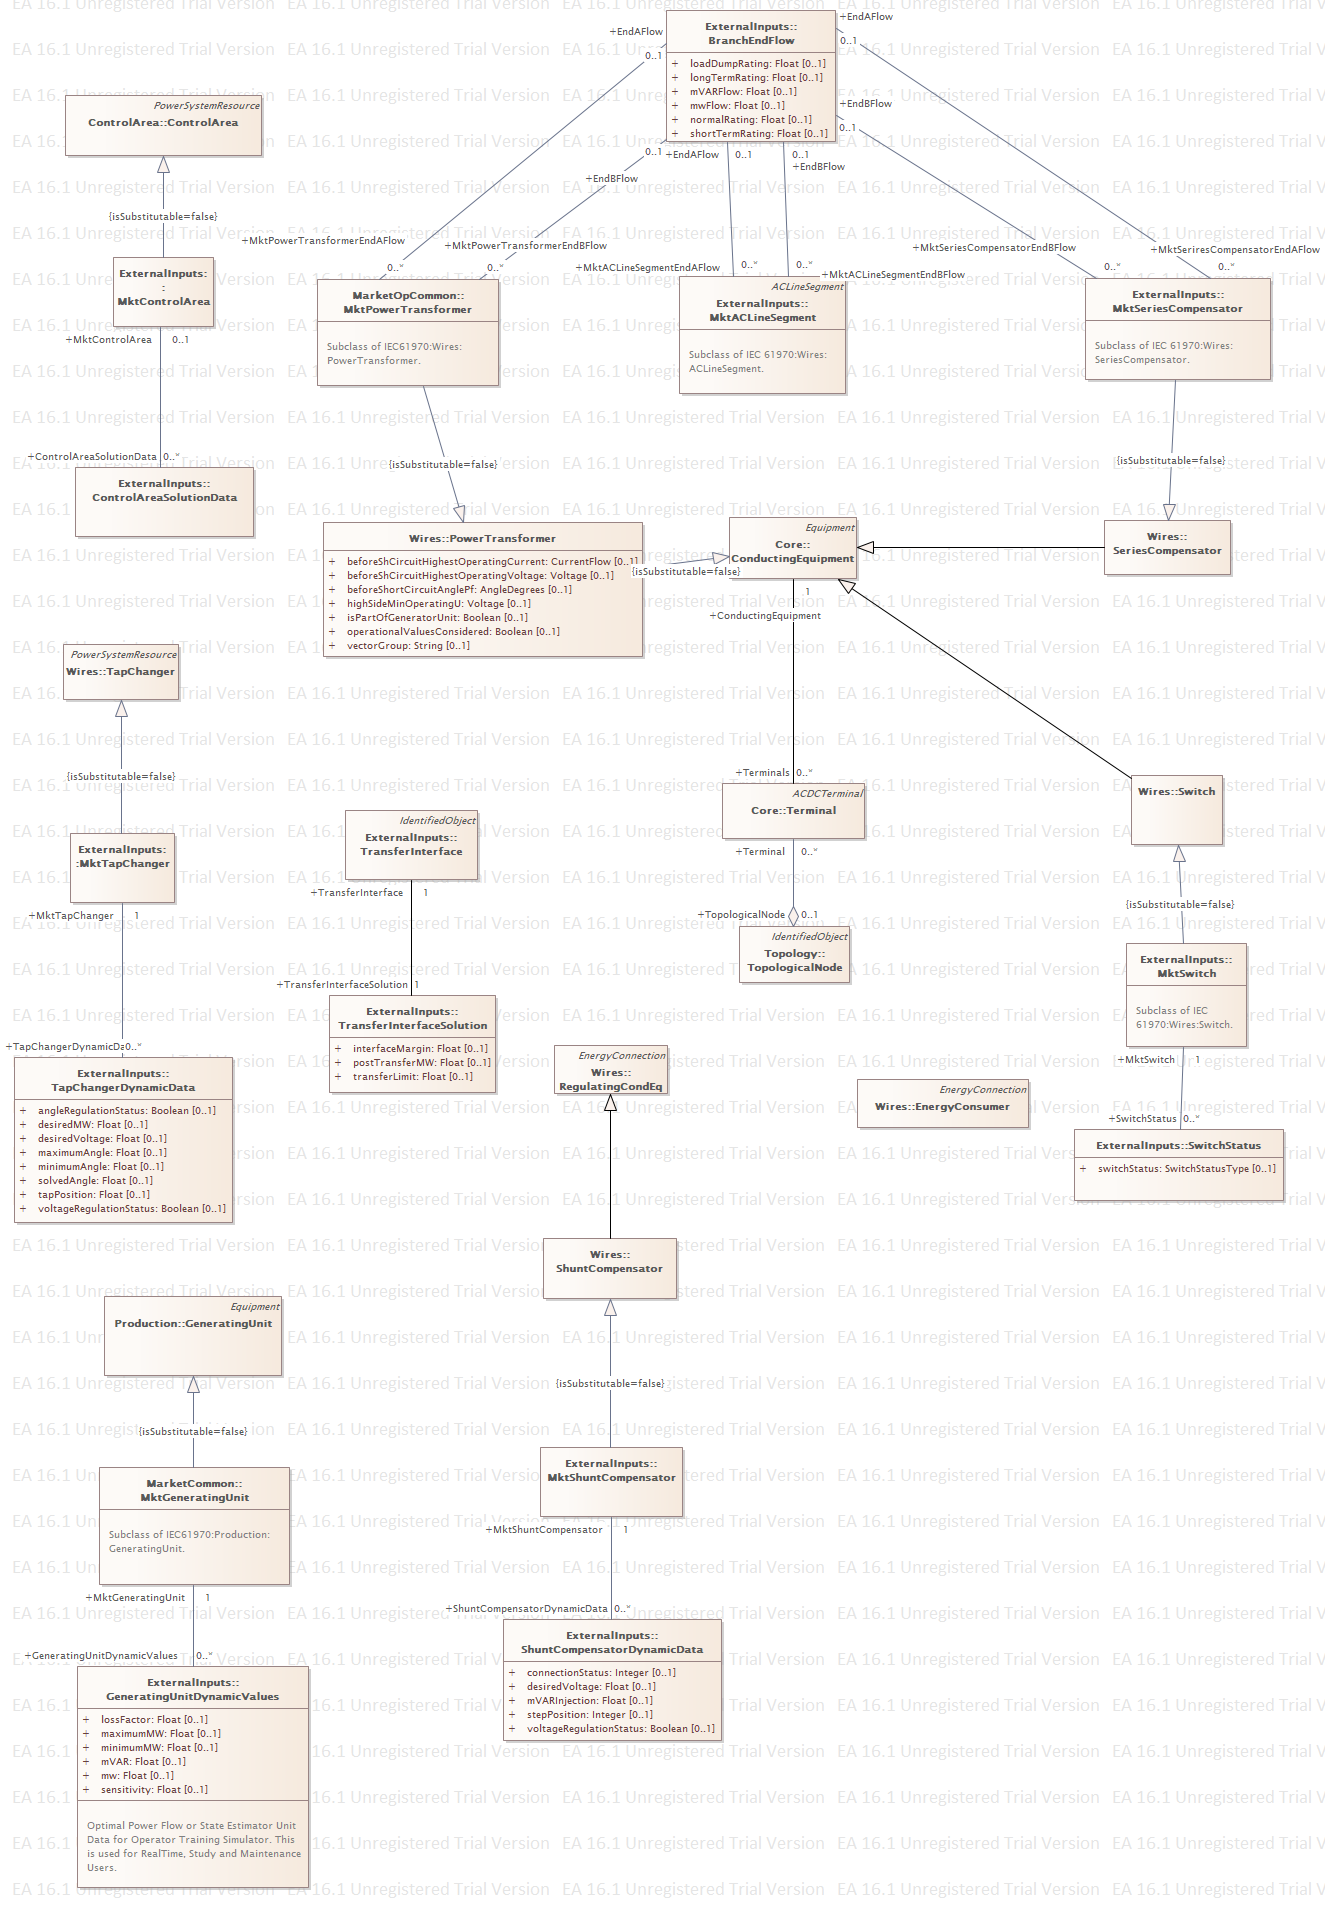 ExternalInputs::
BranchEndFlow
+ loadDumpRating: Float [0..1]
+ longTermRating: Float [0..1]
+ mVARFlow: Float [0..1]
+ mwFlow: Float [0..1]
+ normalRating: Float [0..1]
+ shortTermRating: Float [0..1]
+EndAFlow
0..1
+EndAFlow
0..1
+EndBFlow
0..1
0..1
+EndBFlow
+EndAFlow 0..1
0..1
+EndBFlow
PowerSystemResource
ControlArea::ControlArea
{isSubstitutable=false}
ExternalInputs:
:
MktControlArea
+MktControlArea 0..1
+ControlAreaSolutionData 0..*
ExternalInputs::
ControlAreaSolutionData
+MktPowerTransformerEndAFlow
0..*
+MktPowerTransformerEndBFlow
0..*
+MktACLineSegmentEndAFlow
0..*
0..*
+MktACLineSegmentEndBFlow
+MktSeriesCompensatorEndBFlow
0..*
+MktSeriresCompensatorEndAFlow
0..*
MarketOpCommon::
MktPowerTransformer
Subclass of IEC61970:Wires:
PowerTransformer.
ACLineSegment
ExternalInputs::
MktACLineSegment
Subclass of IEC 61970:Wires:
ACLineSegment.
ExternalInputs::
MktSeriesCompensator
Subclass of IEC 61970:Wires:
SeriesCompensator.
{isSubstitutable=false}
{isSubstitutable=false}
Wires::PowerTransformer
+ beforeShCircuitHighestOperatingCurrent: CurrentFlow [0..1]
+ beforeShCircuitHighestOperatingVoltage: Voltage [0..1]
+ beforeShortCircuitAnglePf: AngleDegrees [0..1]
+ highSideMinOperatingU: Voltage [0..1]
+ isPartOfGeneratorUnit: Boolean [0..1]
+ operationalValuesConsidered: Boolean [0..1]
+ vectorGroup: String [0..1]
{isSubstitutable=false}
Equipment
Core::
ConductingEquipment
Wires::
SeriesCompensator
1
+ConductingEquipment
+Terminals 0..*
ACDCTerminal
Core::Terminal
+Terminal 0..*
+TopologicalNode 0..1
IdentifiedObject
Topology::
TopologicalNode
Wires::Switch
{isSubstitutable=false}
ExternalInputs::
MktSwitch
Subclass of IEC
61970:Wires:Switch.
+MktSwitch 1
+SwitchStatus 0..*
ExternalInputs::SwitchStatus
+ switchStatus: SwitchStatusType [0..1]
PowerSystemResource
Wires::TapChanger
{isSubstitutable=false}
ExternalInputs:
:MktTapChanger
+MktTapChanger 1
+TapChangerDynamicDa 0..*
ExternalInputs::
TapChangerDynamicData
+ angleRegulationStatus: Boolean [0..1]
+ desiredMW: Float [0..1]
+ desiredVoltage: Float [0..1]
+ maximumAngle: Float [0..1]
+ minimumAngle: Float [0..1]
+ solvedAngle: Float [0..1]
+ tapPosition: Float [0..1]
+ voltageRegulationStatus: Boolean [0..1]
IdentifiedObject
ExternalInputs::
TransferInterface
+TransferInterface 1
+TransferInterfaceSolution 1
ExternalInputs::
TransferInterfaceSolution
+ interfaceMargin: Float [0..1]
+ postTransferMW: Float [0..1]
+ transferLimit: Float [0..1]
EnergyConnection
Wires::
RegulatingCondEq
EnergyConnection
Wires::EnergyConsumer
Wires::
ShuntCompensator
{isSubstitutable=false}
ExternalInputs::
MktShuntCompensator
+MktShuntCompensator 1
+ShuntCompensatorDynamicData 0..*
ExternalInputs::
ShuntCompensatorDynamicData
+ connectionStatus: Integer [0..1]
+ desiredVoltage: Float [0..1]
+ mVARInjection: Float [0..1]
+ stepPosition: Integer [0..1]
+ voltageRegulationStatus: Boolean [0..1]
Equipment
Production::GeneratingUnit
{isSubstitutable=false}
MarketCommon::
MktGeneratingUnit
Subclass of IEC61970:Production:
GeneratingUnit.
+MktGeneratingUnit 1
+GeneratingUnitDynamicValues 0..*
ExternalInputs::
GeneratingUnitDynamicValues
+ lossFactor: Float [0..1]
+ maximumMW: Float [0..1]
+ minimumMW: Float [0..1]
+ mVAR: Float [0..1]
+ mw: Float [0..1]
+ sensitivity: Float [0..1]
Optimal Power Flow or State Estimator Unit
Data for Operator Training Simulator. This
is used for RealTime, Study and Maintenance
Users.
EA 16.1 Unregistered Trial Version